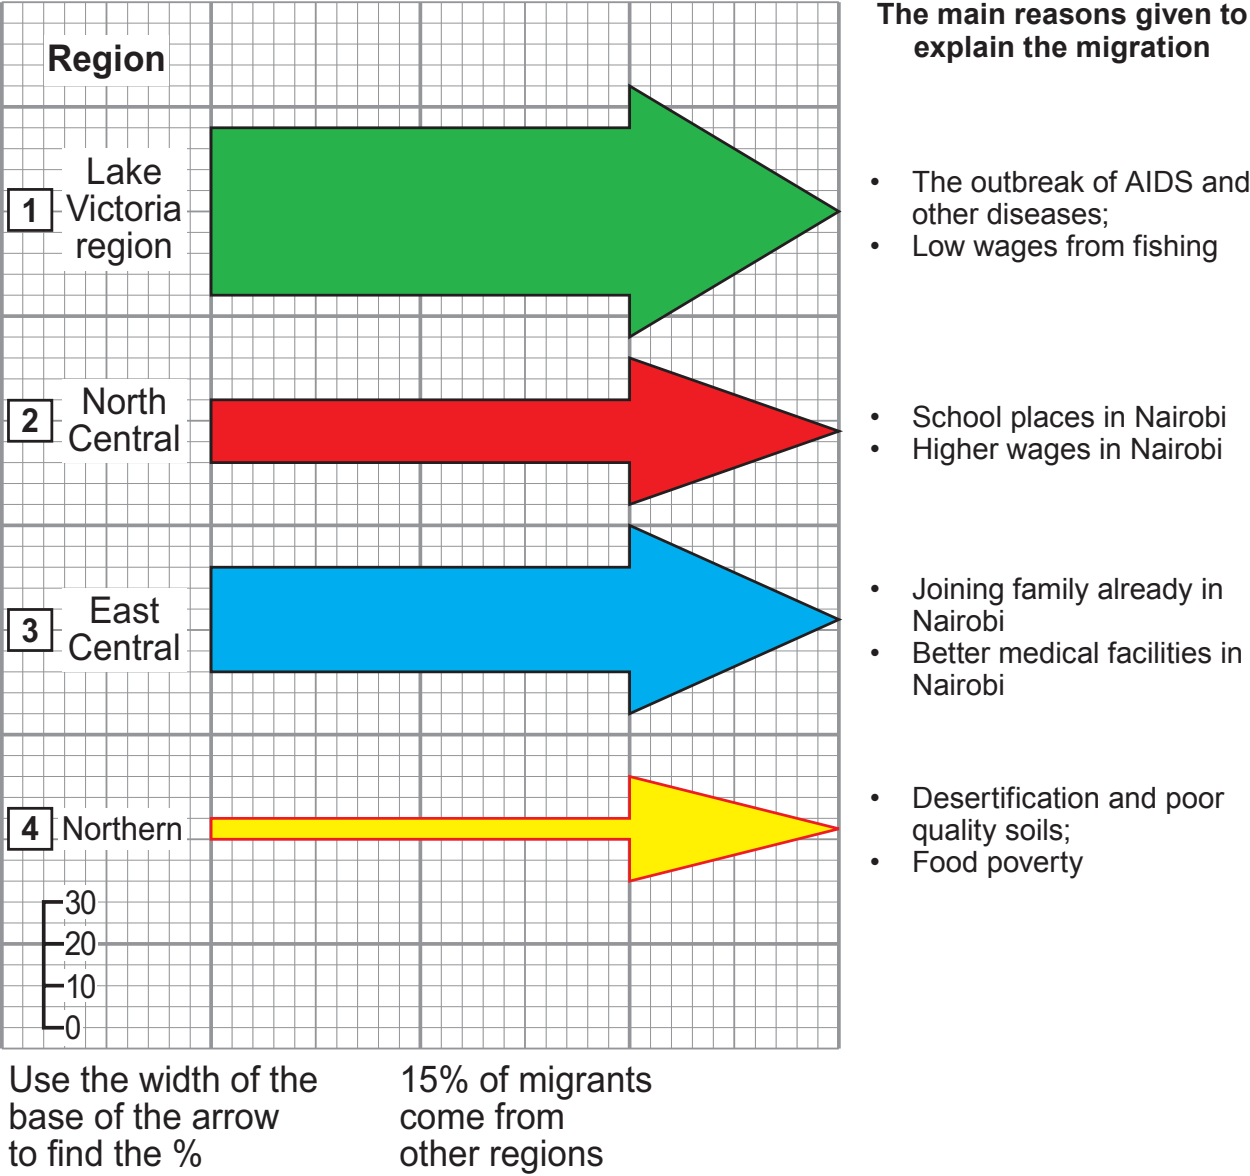 The main reasons given to
explain the migration
Region
1
Lake
Victoria
region
• The outbreak of AIDS and
other diseases;
• Low wages from fishing
2
North
Central
• School places in Nairobi
• Higher wages in Nairobi
3
East
Central
• Joining family already in
Nairobi
• Better medical facilities in
Nairobi
4 Northern
• Desertification and poor
quality soils;
• Food poverty
30
20
10
0
Use the width of the
base of the arrow
to find the %
15% of migrants
come from
other regions